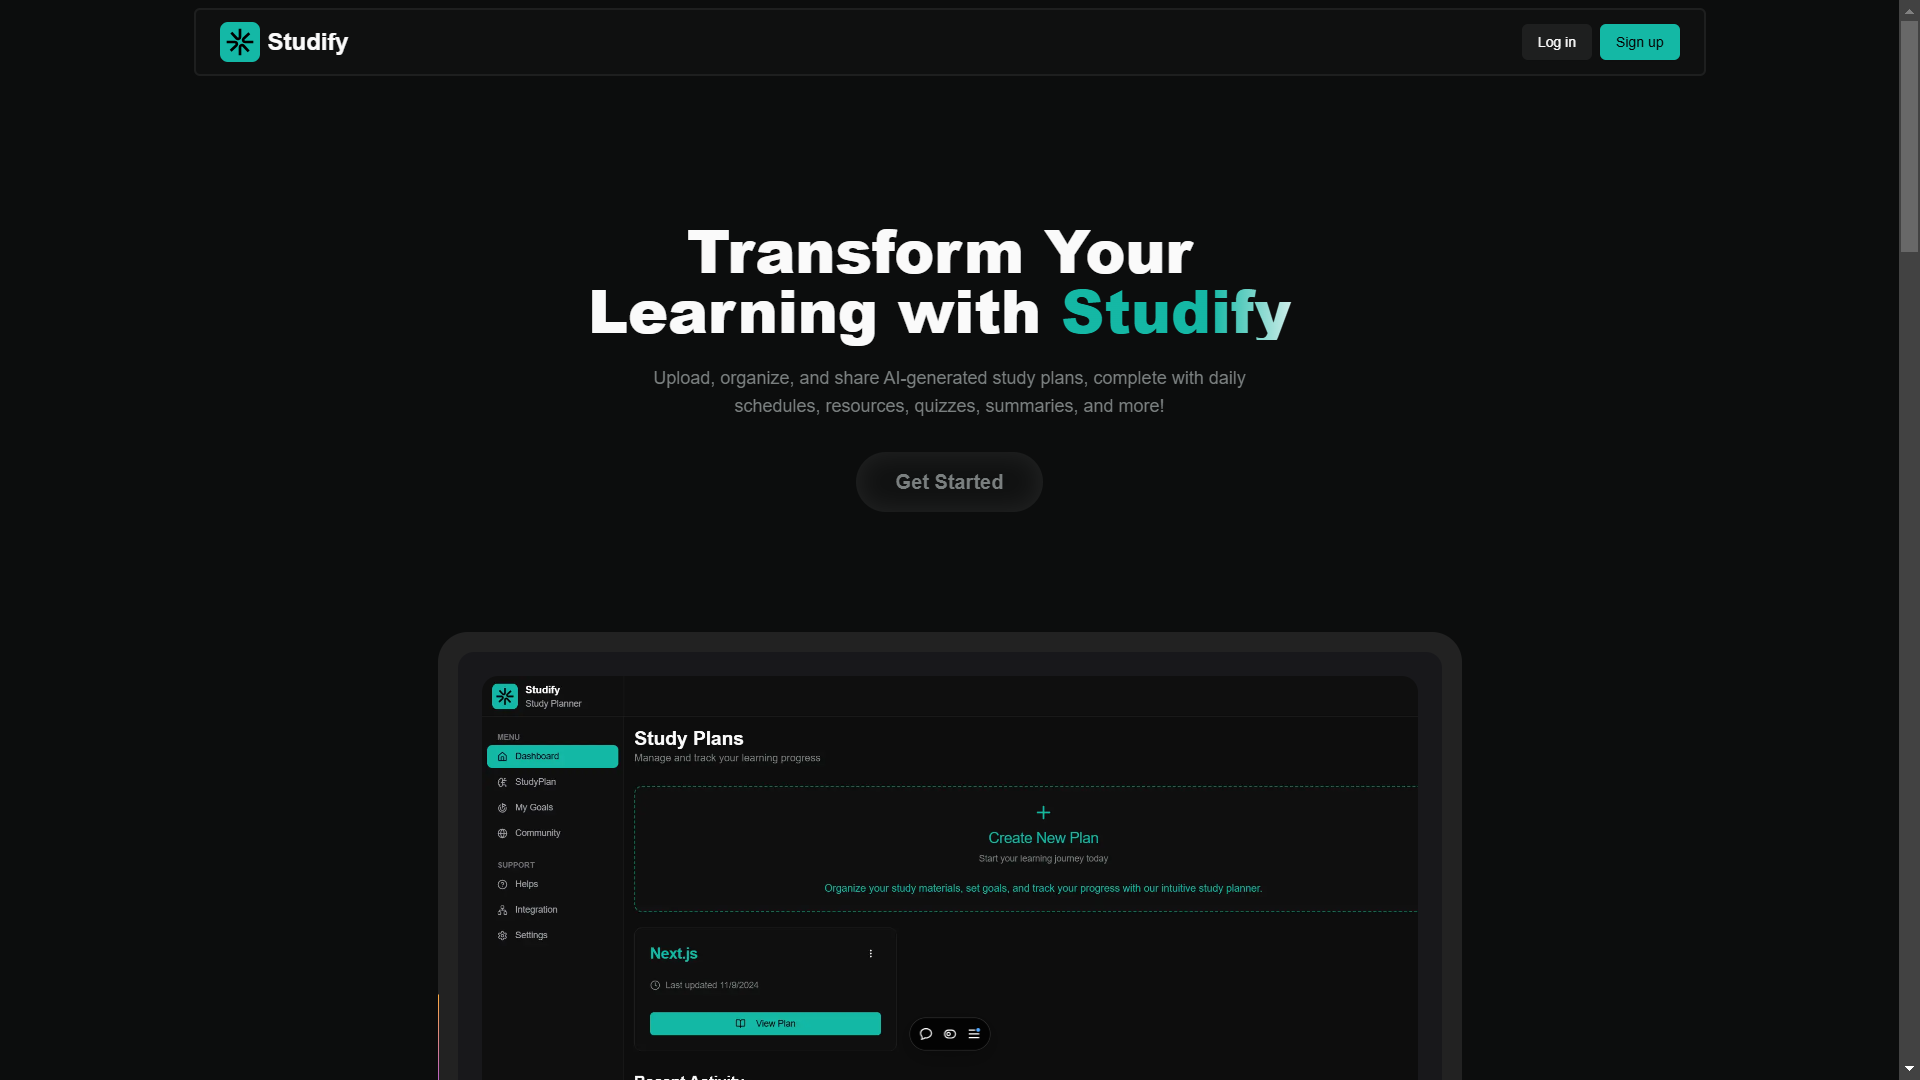 Studify
Log in
Sign up
Transform Your
Learning with Studify
Upload, organize, and share AI-generated study plans, complete with daily
schedules, resources, quizzes, summaries, and more!
Get Started
Studify
Study Planner
MENU
Dashboard
StudyPlan
My Goals
Community
SUPPORT
Helps
Integration
Settings
Study Plans
Manage and track your learning progress
Create New Plan
Start your learning journey today
Organize your study materials, set goals, and track your progress with our intuitive study planner.
Next.js
Last updated 11/9/2024
View Plan
Recent Activity